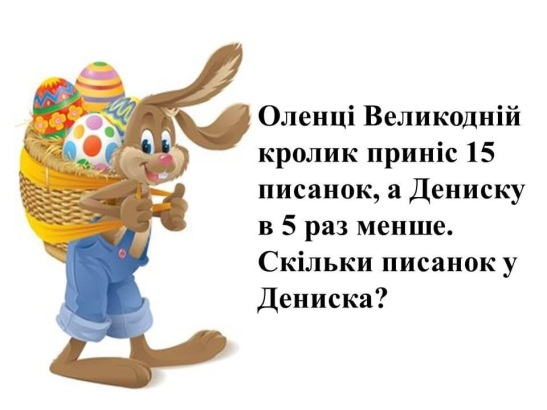 Оленці Великодній
кролик приніс 15
писанок, а Дениску
в 5 раз менше.
Скільки писанок у
Дениска?